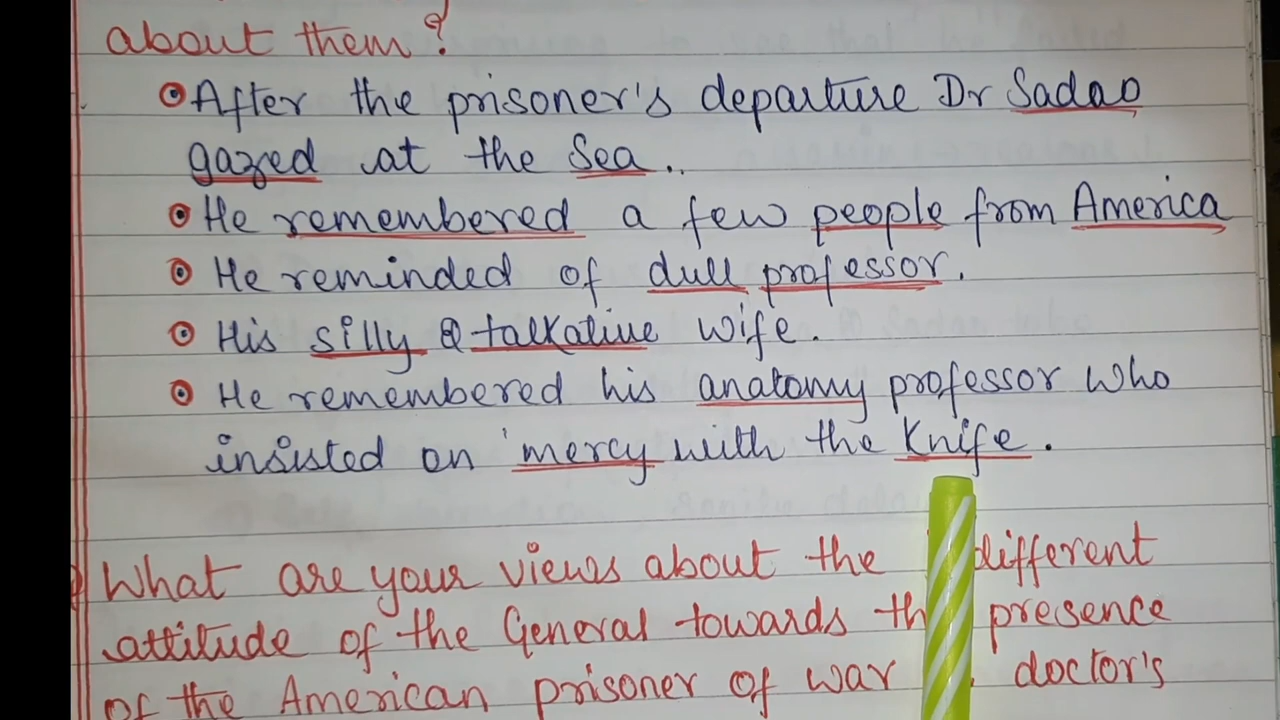 about them?
After the prisoner's departure Dr Sadao
gazed at the Sea..
He remembered a few people from America
He reminded of dull professor.
His silly & talkative wife.
He remembered his anatomy professor who
insisted on 'mercy with the knife.
What are your views about the different
attitude of the General towards presence
of the American prisoner of war doctor's